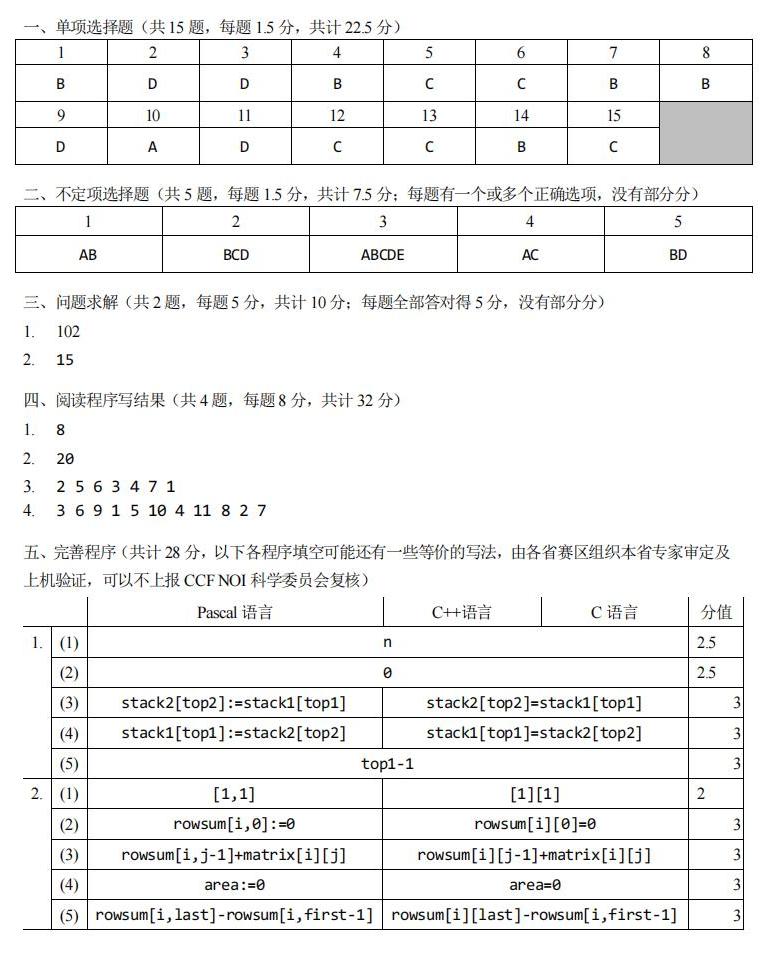 一、单项选择题（共 15 题，每题 1.5 分，共计 22.5 分）
1 2 3 4 5 6 7 8
B D D B C C B B
9 10 11 12 13 14 15
D A D C C B C
二、不定项选择题（共 5 题，每题 1.5 分，共计 7.5 分；每题有一个或多个正确选项，没有部分分）
1 2 3 4 5
AB BCD ABCDE AC BD
三、问题求解（共 2 题，每题 5 分，共计 10 分；每题全部答对得 5 分，没有部分分）
1. 102
2. 15
四、阅读程序写结果（共 4 题，每题 8 分，共计 32 分）
1. 8
2. 20
3. 2 5 6 3 4 7 1
4. 3 6 9 1 5 10 4 11 8 2 7
五、完善程序（共计 28 分，以下各程序填空可能还有一些等价的写法，由各省赛区组织本省专家审定及
上机验证，可以不上报 CCF NOI 科学委员会复核）
Pascal 语言 C++语言 C 语言 分值
1. (1) n 2.5
(2) 0 2.5
(3) stack2[top2]:=stack1[top1] stack2[top2]=stack1[top1] 3
(4) stack1[top1]:=stack2[top2] stack1[top1]=stack2[top2] 3
(5) top1-1 3
2. (1) [1,1] [1][1] 2
(2) rowsum[i,0]:=0 rowsum[i][0]=0 3
(3) rowsum[i,j-1]+matrix[i][j] rowsum[i][j-1]+matrix[i][j] 3
(4) area:=0 area=0 3
(5) rowsum[i,last]-rowsum[i,first-1] rowsum[i][last]-rowsum[i,first-1] 3